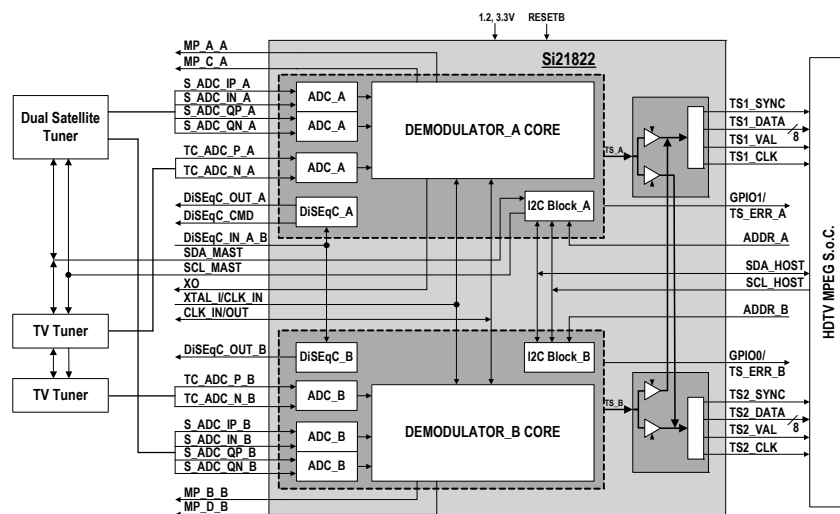 1.2, 3.3V RESETB
Si21822
MP_A_A
MP_C_A
S_ADC_IP_A
S_ADC_IN_A
S_ADC_QP_A
S_ADC_QN_A
ADC_A
ADC_A
DEMODULATOR_A CORE
Dual Satellite
Tuner
TC_ADC_P_A
TC_ADC_N_A
ADC_A
TS_A
TS1_SYNC
TS1_DATA
8
TS1_VAL
TS1_CLK
DiSEqC_OUT_A
DiSEqC_CMD
DiSEqC_A
I2C Block_A
GPIO1/
TS_ERR_A
DiSEqC_IN_A_B
SDA_MAST
SCL_MAST
ADDR_A
SDA_HOST
SCL_HOST
XO
XTAL_I/CLK_IN
CLK_IN/OUT
ADDR_B
HDTV MPEG S.o.C.
TV Tuner
TV Tuner
DiSEqC_OUT_B
DiSEqC_B
I2C Block_B
GPIO0/
TS_ERR_B
TC_ADC_P_B
TC_ADC_N_B
ADC_B
TS_B
TS2_SYNC
TS2_DATA
8
TS2_VAL
TS2_CLK
S_ADC_IP_B
S_ADC_IN_B
S_ADC_QP_B
S_ADC_QN_B
ADC_B
ADC_B
DEMODULATOR_B CORE
MP_B_B
MP_D_B